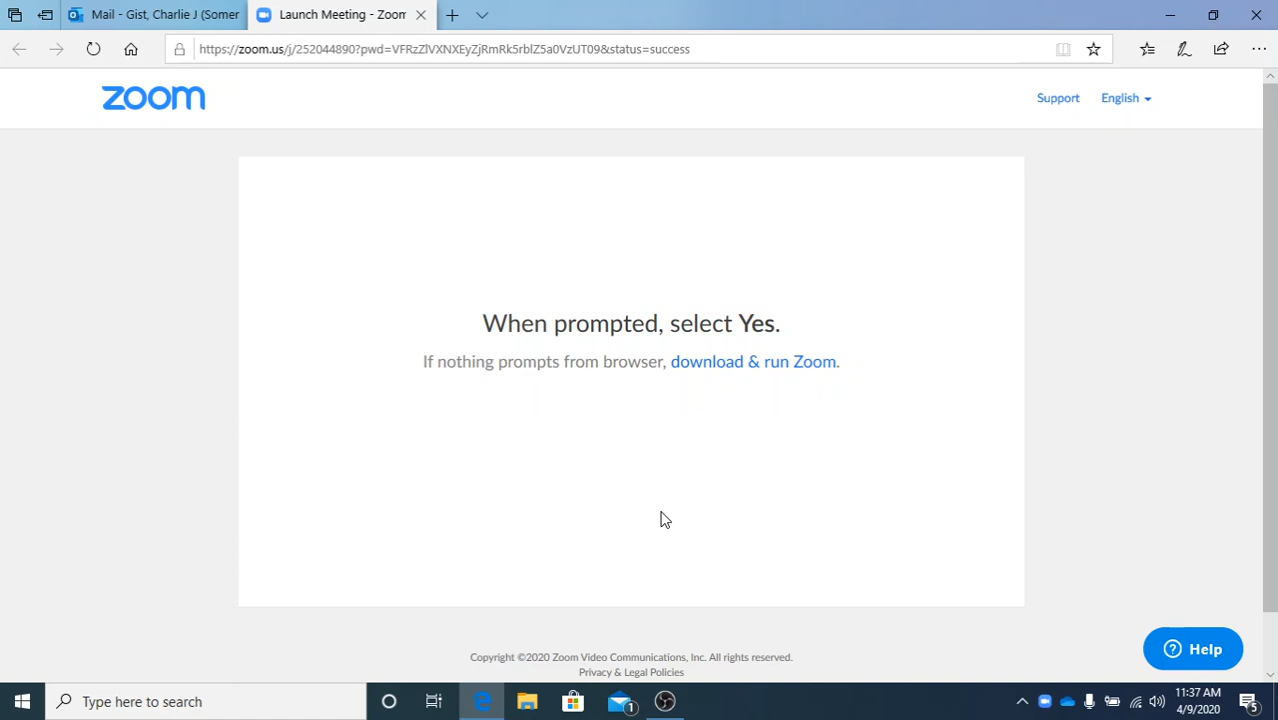 Mail - Gist, Charlie J (Somer
Launch Meeting - Zoom
https://zoom.us/j/252044890?pwd=VFRzZlVXNXEyZjRmRk5rblZ5a0VzUT09&status=success
zoom
Support
English
When prompted, select Yes.
If nothing prompts from browser, download & run Zoom.
Help
Copyright ©2020 Zoom Video Communications, Inc. All rights reserved.
Privacy & Legal Policies
Type here to search
1
11:37 AM
4/9/2020
5